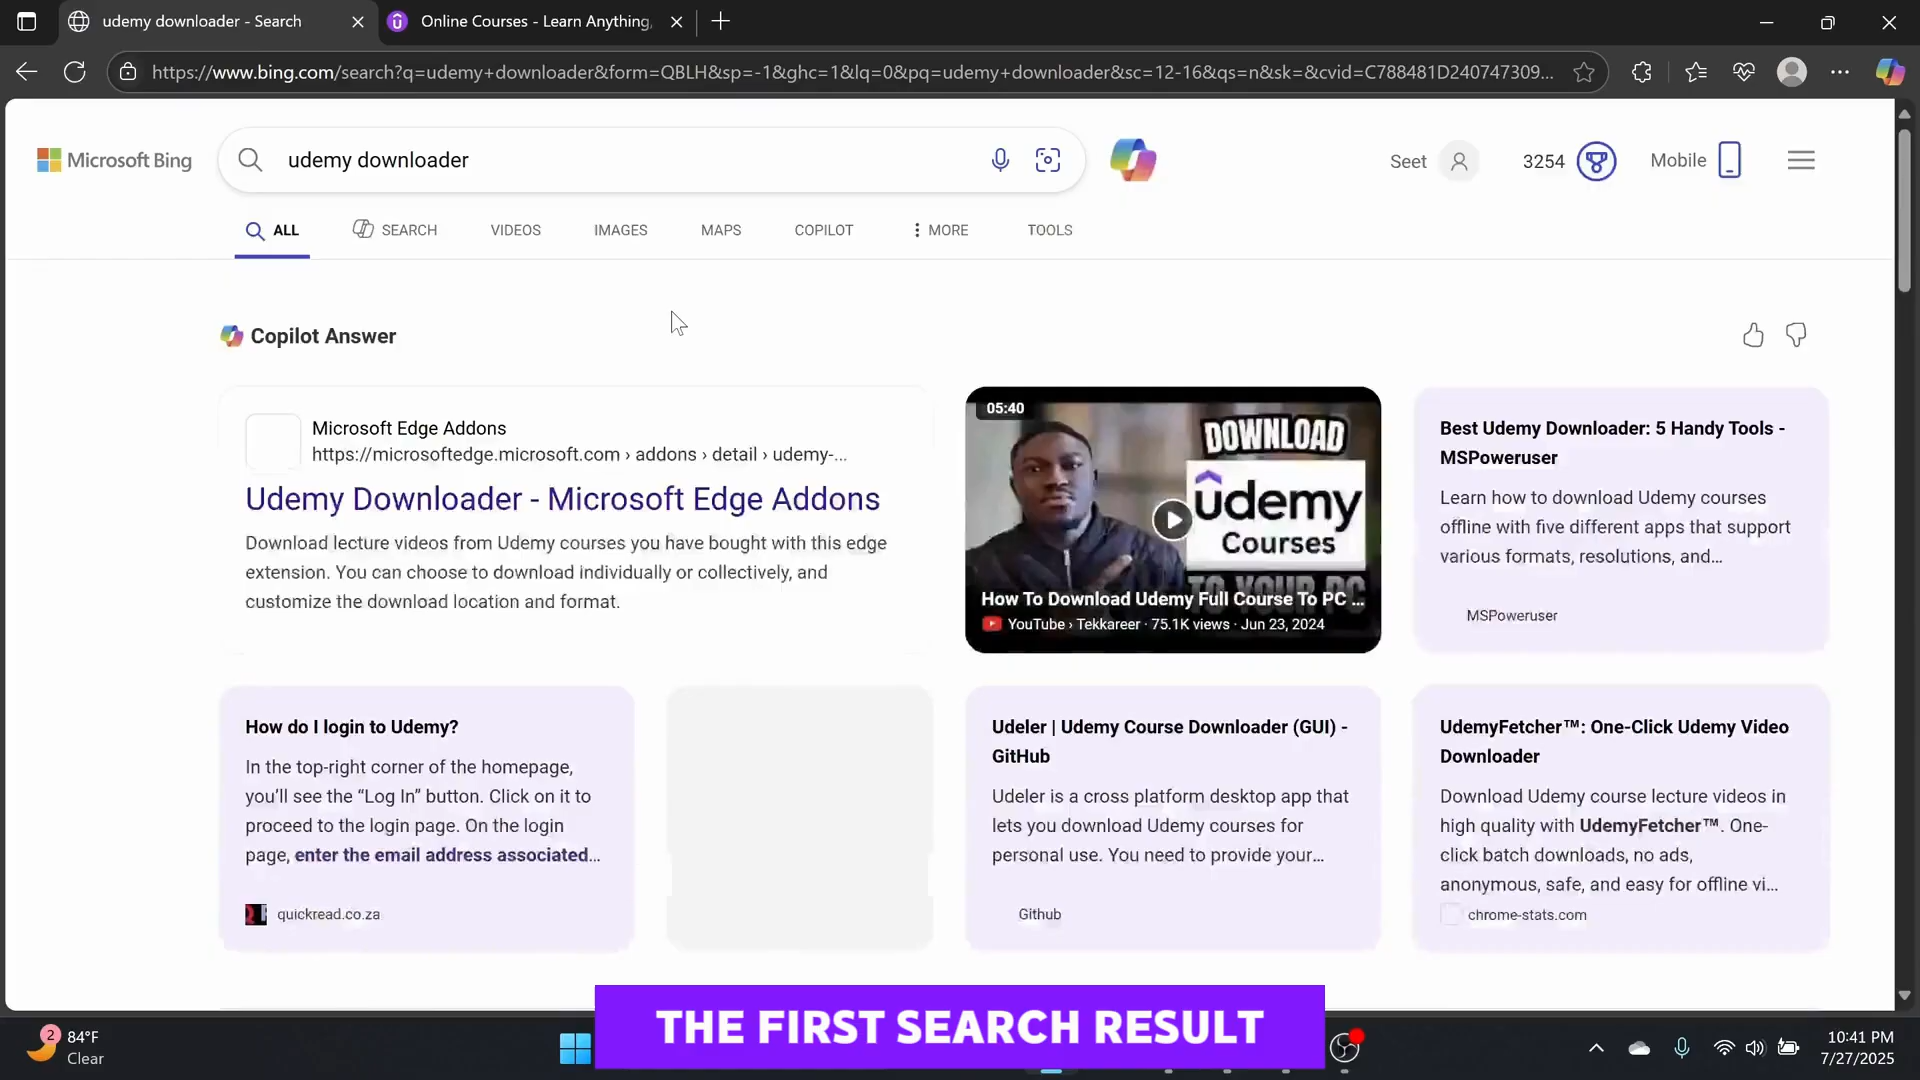 udemy downloader - Search
Online Courses - Learn Anything,
https://www.bing.com/search?q=udemy+downloader&form=QBLH&sp=-1&ghc=1&lq=0&pq=udemy+downloader&sc=12-16&qs=n&sk=&cvid=C788481D240747309...
Microsoft Bing
udemy downloader
Seet
3254
Mobile
ALL
SEARCH
VIDEOS
IMAGES
MAPS
COPILOT
MORE
TOOLS
Copilot Answer
Microsoft Edge Addons
https://microsoftedge.microsoft.com › addons › detail › udemy-...
Udemy Downloader - Microsoft Edge Addons
Download lecture videos from Udemy courses you have bought with this edge
extension. You can choose to download individually or collectively, and
customize the download location and format.
05:40
DOWNLOAD
udemy
Courses
TO YOUR PC
How To Download Udemy Full Course To PC ...
YouTube › Tekkareer · 75.1K views · Jun 23, 2024
Best Udemy Downloader: 5 Handy Tools -
MSPoweruser
Learn how to download Udemy courses
offline with five different apps that support
various formats, resolutions, and...
MSPoweruser
How do I login to Udemy?
In the top-right corner of the homepage,
you'll see the “Log In” button. Click on it to
proceed to the login page. On the login
page, enter the email address associated...
quickread.co.za
Udeler | Udemy Course Downloader (GUI) -
GitHub
Udeler is a cross platform desktop app that
lets you download Udemy courses for
personal use. You need to provide your...
Github
UdemyFetcher™: One-Click Udemy Video
Downloader
Download Udemy course lecture videos in
high quality with UdemyFetcher™. One-
click batch downloads, no ads,
anonymous, safe, and easy for offline vi...
chrome-stats.com
THE FIRST SEARCH RESULT
2
84°F
Clear
10:41 PM
7/27/2025